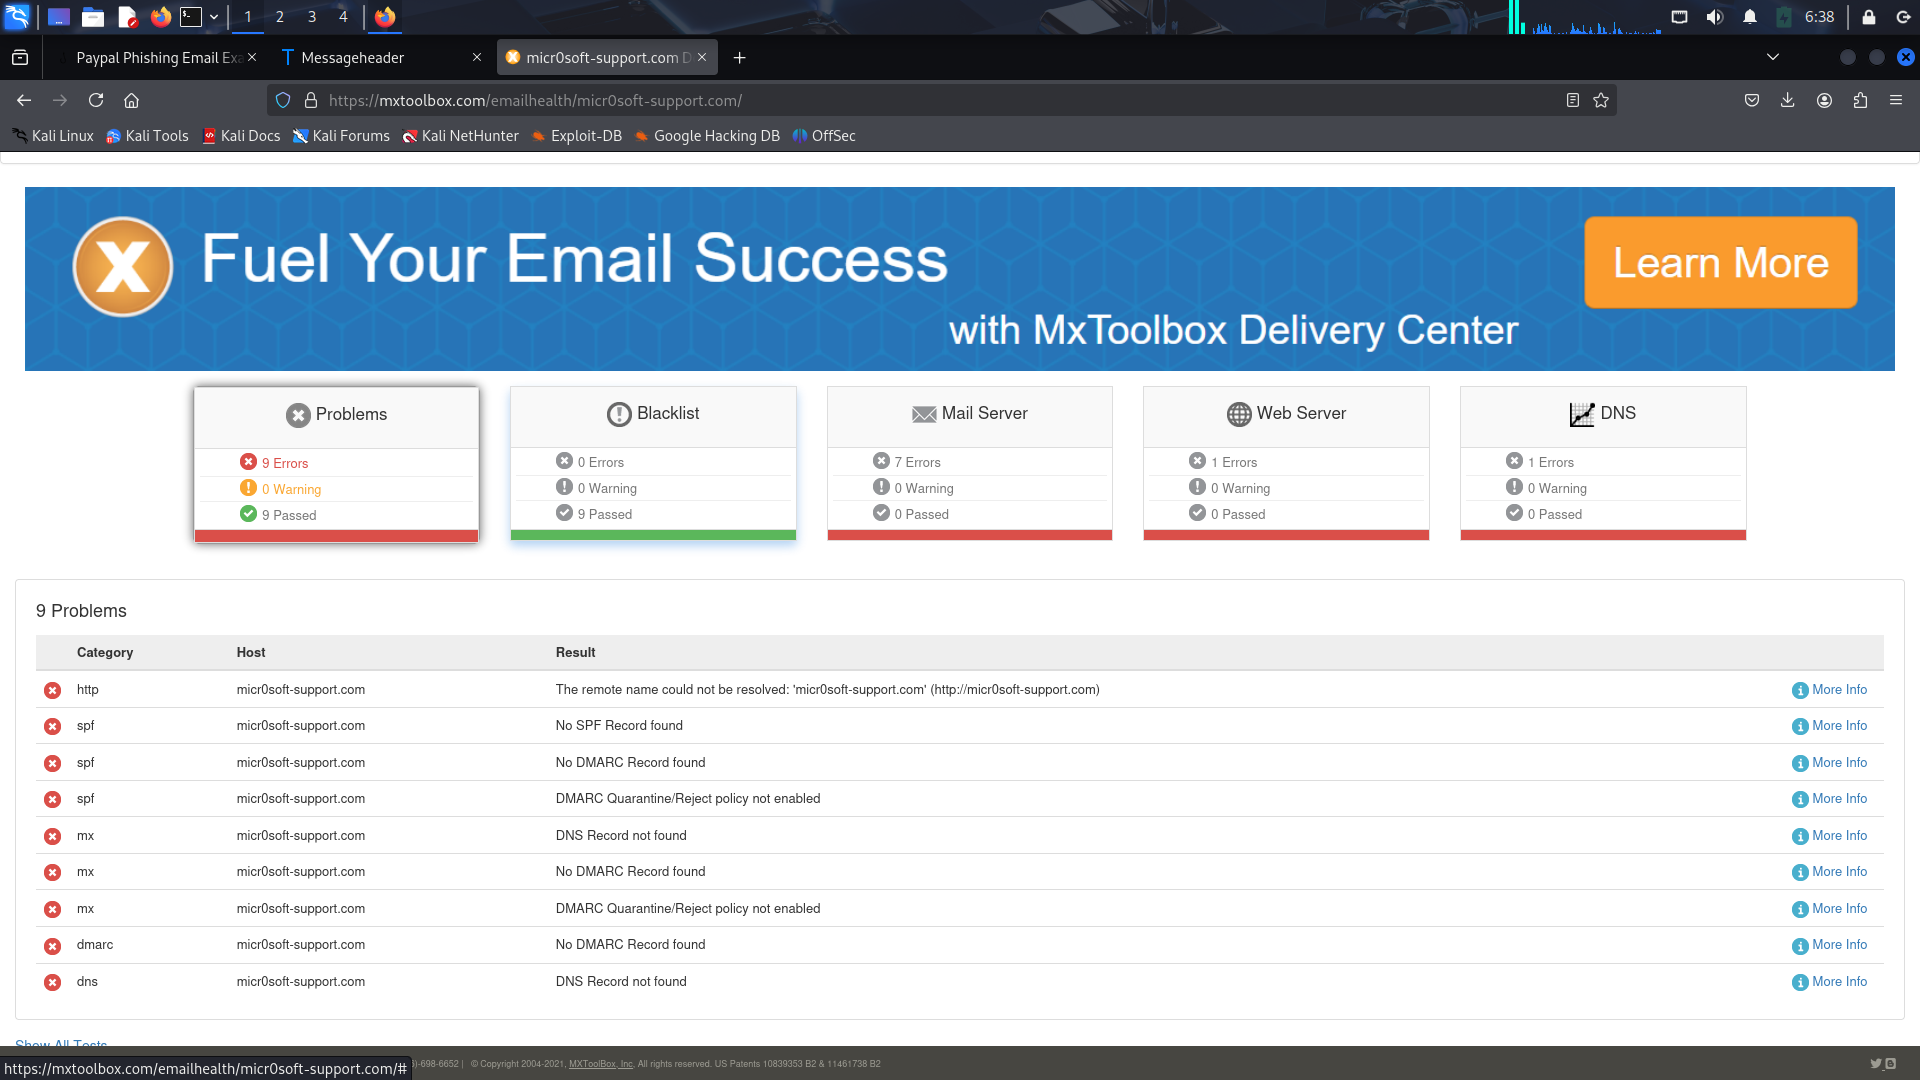 1 2 3 4 6:38
Paypal Phishing Email Exa
Messageheader
micr0soft-support.com D
https://mxtoolbox.com/emailhealth/micr0soft-support.com/
Kali Linux Kali Tools Kali Docs Kali Forums Kali NetHunter Exploit-DB Google Hacking DB OffSec
Fuel Your Email Success
with MxToolbox Delivery Center
Learn More
Problems
9 Errors
0 Warning
9 Passed
Blacklist
0 Errors
0 Warning
9 Passed
Mail Server
7 Errors
0 Warning
0 Passed
Web Server
1 Errors
0 Warning
0 Passed
DNS
1 Errors
0 Warning
0 Passed
9 Problems
Category Host Result
http micr0soft-support.com The remote name could not be resolved: 'micr0soft-support.com' (http://micr0soft-support.com) More Info
spf micr0soft-support.com No SPF Record found More Info
spf micr0soft-support.com No DMARC Record found More Info
spf micr0soft-support.com DMARC Quarantine/Reject policy not enabled More Info
mx micr0soft-support.com DNS Record not found More Info
mx micr0soft-support.com No DMARC Record found More Info
mx micr0soft-support.com DMARC Quarantine/Reject policy not enabled More Info
dmarc micr0soft-support.com No DMARC Record found More Info
dns micr0soft-support.com DNS Record not found More Info
Show All Tests
https://mxtoolbox.com/emailhealth/micr0soft-support.com/#
)-698-6652 | © Copyright 2004-2021, MXToolBox, Inc, All rights reserved. US Patents 10839353 B2 & 11461738 B2